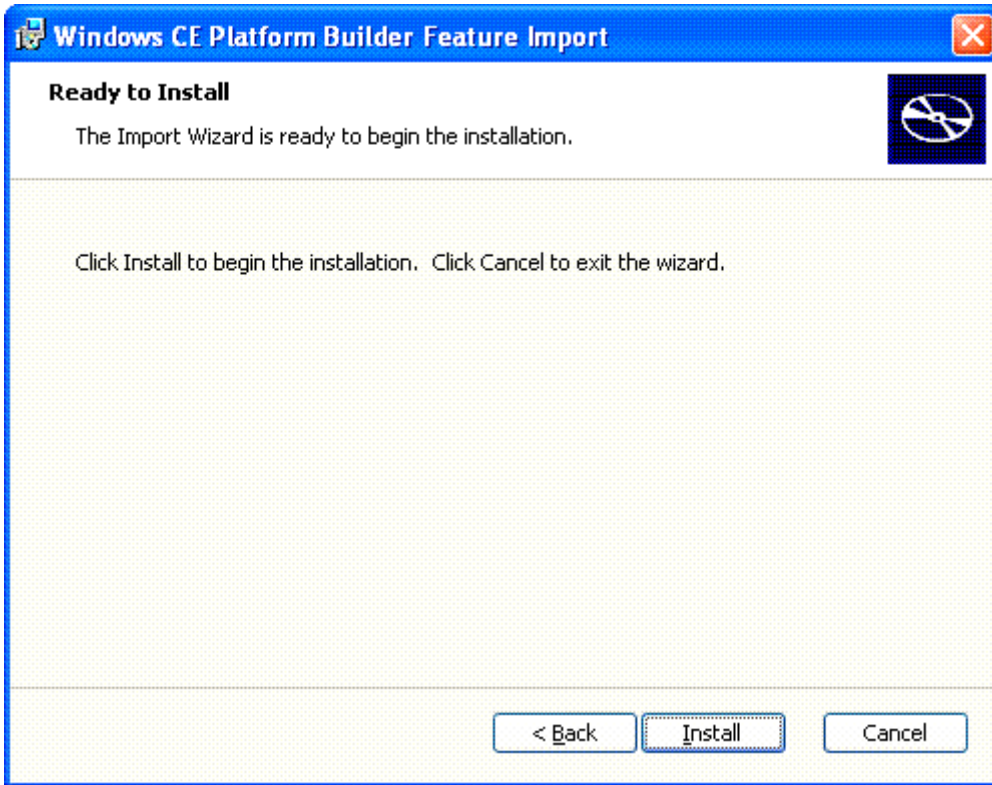 Windows CE Platform Builder Feature Import
Ready to Install
The Import Wizard is ready to begin the installation.
Click Install to begin the installation.  Click Cancel to exit the wizard.
< Back
Install
Cancel